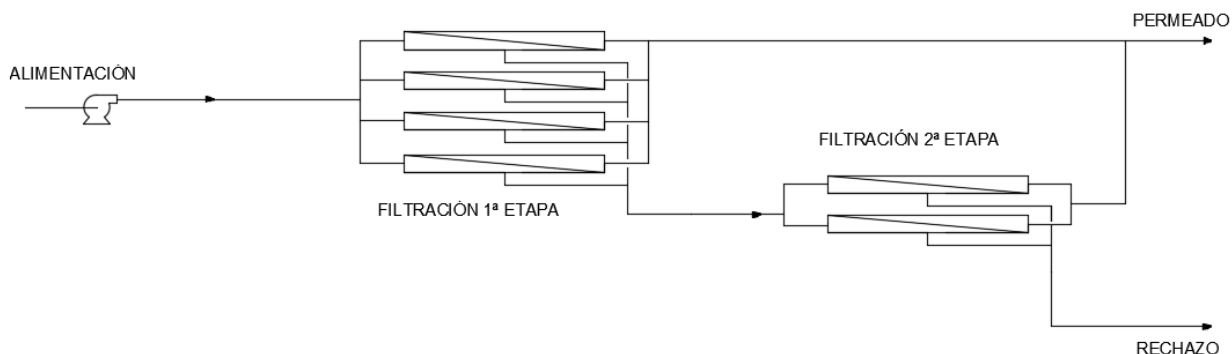 PERMEADO
ALIMENTACIÓN
FILTRACIÓN 2ª ETAPA
FILTRACIÓN 1ª ETAPA
RECHAZO